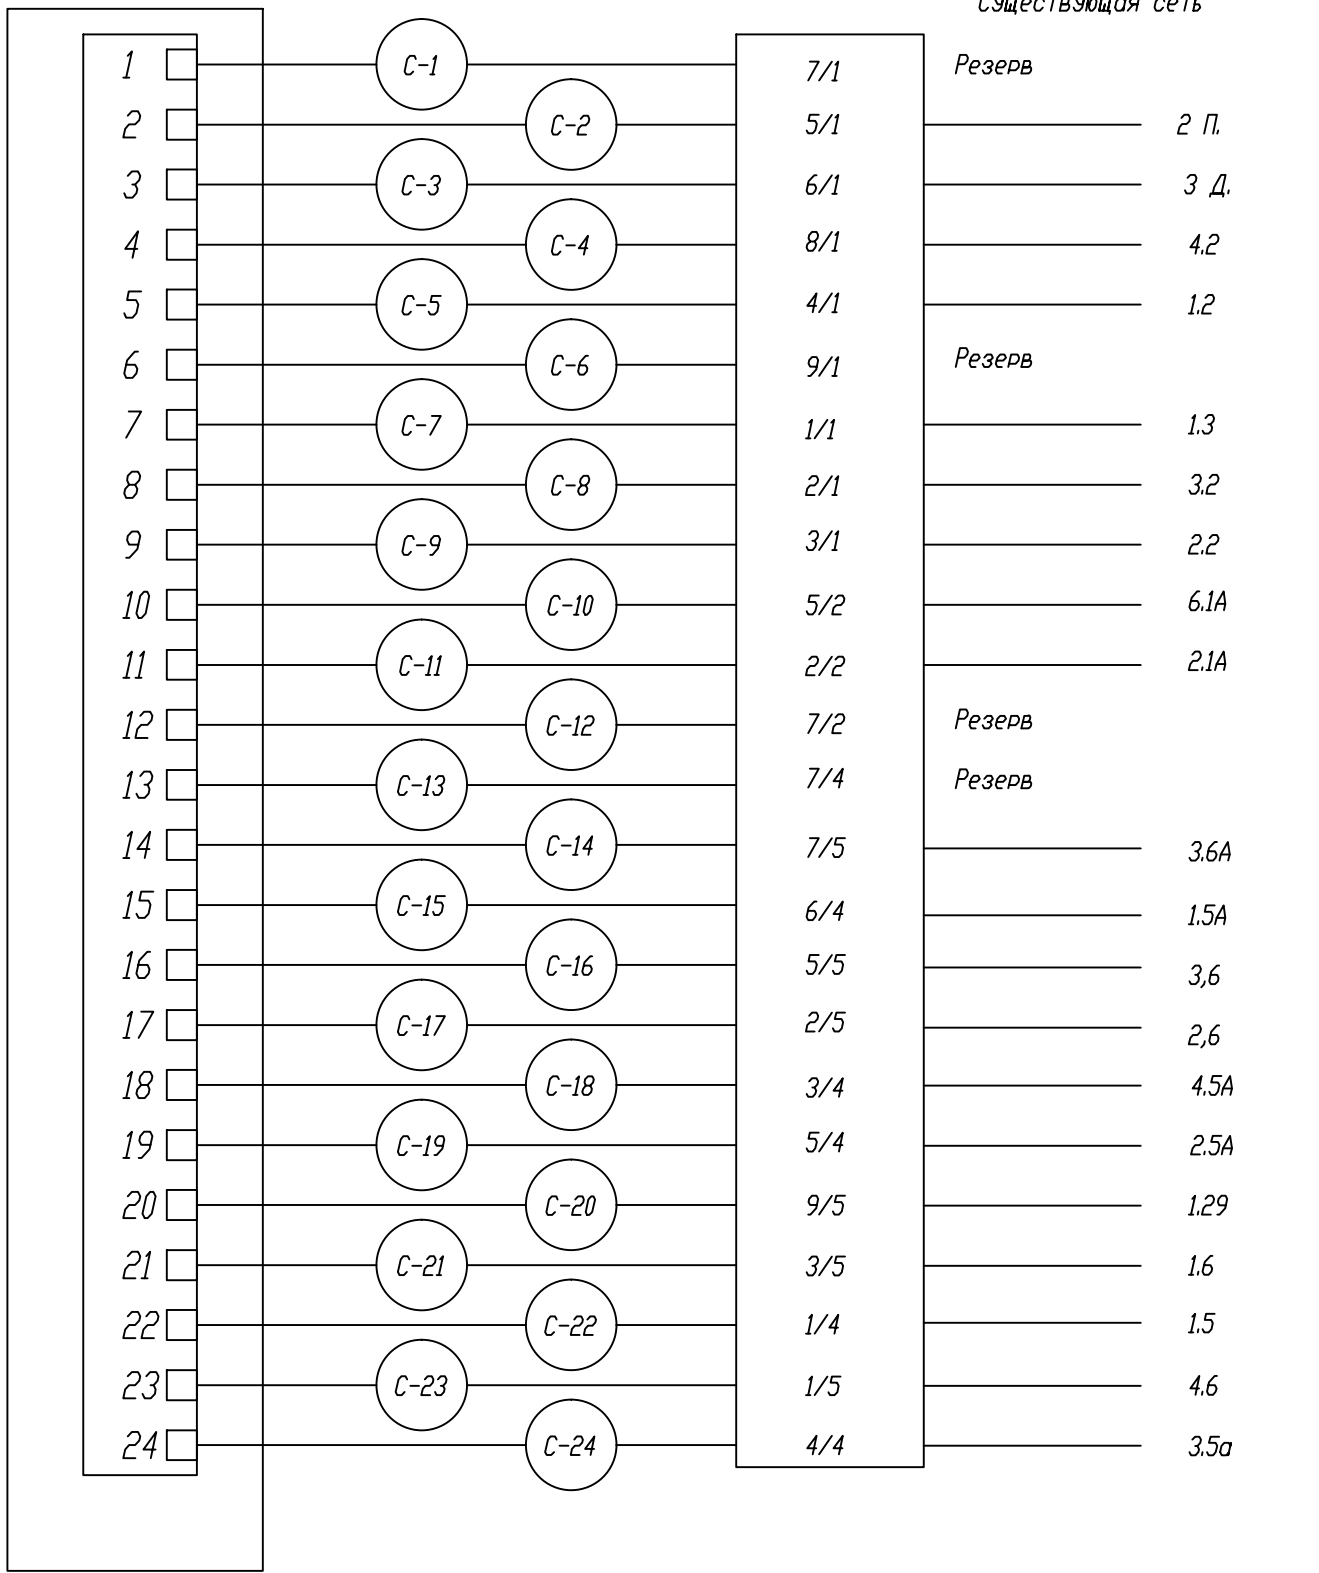 Существующая сеть
1 С-1 7/1 Резерв
2 С-2 5/1 2 П.
3 С-3 6/1 3 Д.
4 С-4 8/1 4.2
5 С-5 4/1 1.2
6 С-6 9/1 Резерв
7 С-7 1/1 1.3
8 С-8 2/1 3.2
9 С-9 3/1 2.2
10 С-10 5/2 6.1А
11 С-11 2/2 2.1А
12 С-12 7/2 Резерв
13 С-13 7/4 Резерв
14 С-14 7/5 3.6А
15 С-15 6/4 1.5А
16 С-16 5/5 3,6
17 С-17 2/5 2,6
18 С-18 3/4 4.5А
19 С-19 5/4 2.5А
20 С-20 9/5 1.29
21 С-21 3/5 1.6
22 С-22 1/4 1.5
23 С-23 1/5 4.6
24 С-24 4/4 3.5а